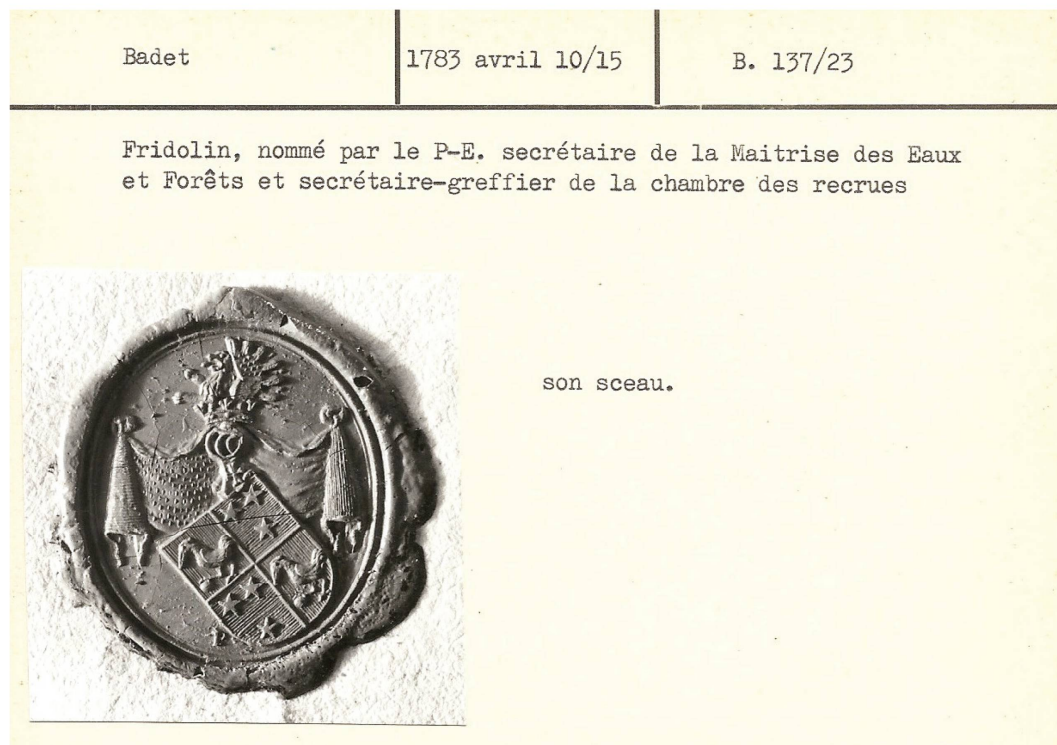 Badet
1783 avril 10/15
B. 137/23
Fridolin, nommé par le P-E. secrétaire de la Maitrise des Eaux
et Forêts et secrétaire-greffier de la chambre des recrues
son sceau.